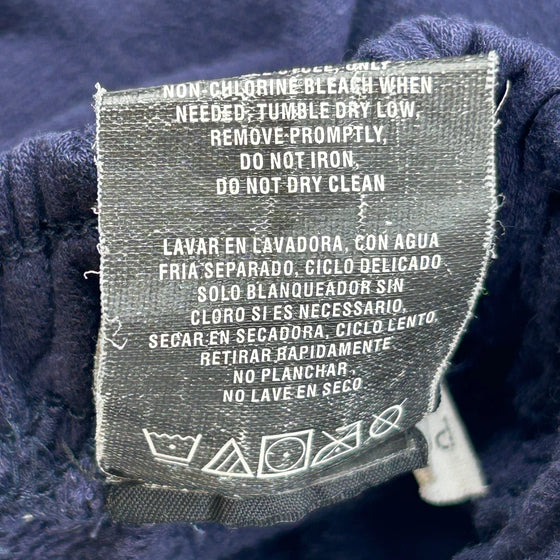 ONLY
NON-CHLORINE BLEACH WHEN
NEEDED, TUMBLE DRY LOW,
REMOVE PROMPTLY,
DO NOT IRON,
DO NOT DRY CLEAN
LAVAR EN LAVADORA, CON AGUA
FRIA SEPARADO, CICLO DELICADO
SOLO BLANQUEADOR SIN
CLORO SI ES NECESSARIO,
SECAR EN SECADORA, CICLO LENTO,
RETIRAR RAPIDAMENTE
NO PLANCHAR
NO LAVE EN SECO